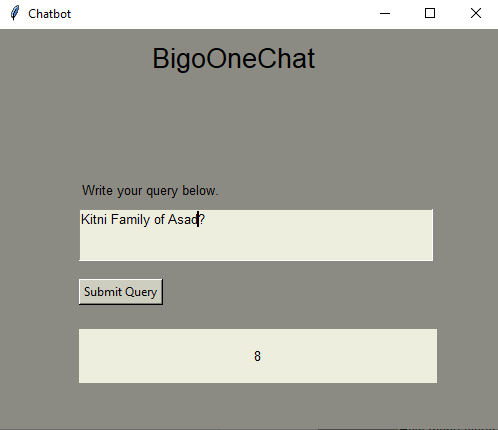 Chatbot
BigoOneChat
Write your query below.
Kitni Family of Asad?
Submit Query
8